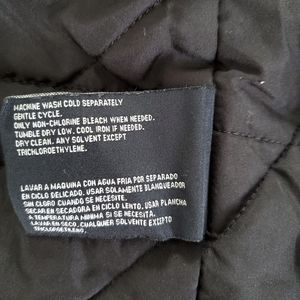 MACHINE WASH COLD SEPARATELY
GENTLE CYCLE.
ONLY NON-CHLORINE BLEACH WHEN NEEDED.
TUMBLE DRY LOW. COOL IRON IF NEEDED.
DRY CLEAN. ANY SOLVENT EXCEPT
TRICHLOROETHYLENE.
LAVAR A MAQUINA CON AGUA FRIA POR SEPARADO
EN CICLO DELICADO. USAR SOLAMENTE BLANQUEADOR
SIN CLORO CUANDO SEA NECESARIO.
SECAR EN SECADORA EN CICLO LENTO. USAR PLANCHA
A TEMPERATURA MINIMA SI SE NECESITA.
LAVAR EN SECO. CUALQUIER SOLVENTE EXCEPTO
TRICLOROETILENO.